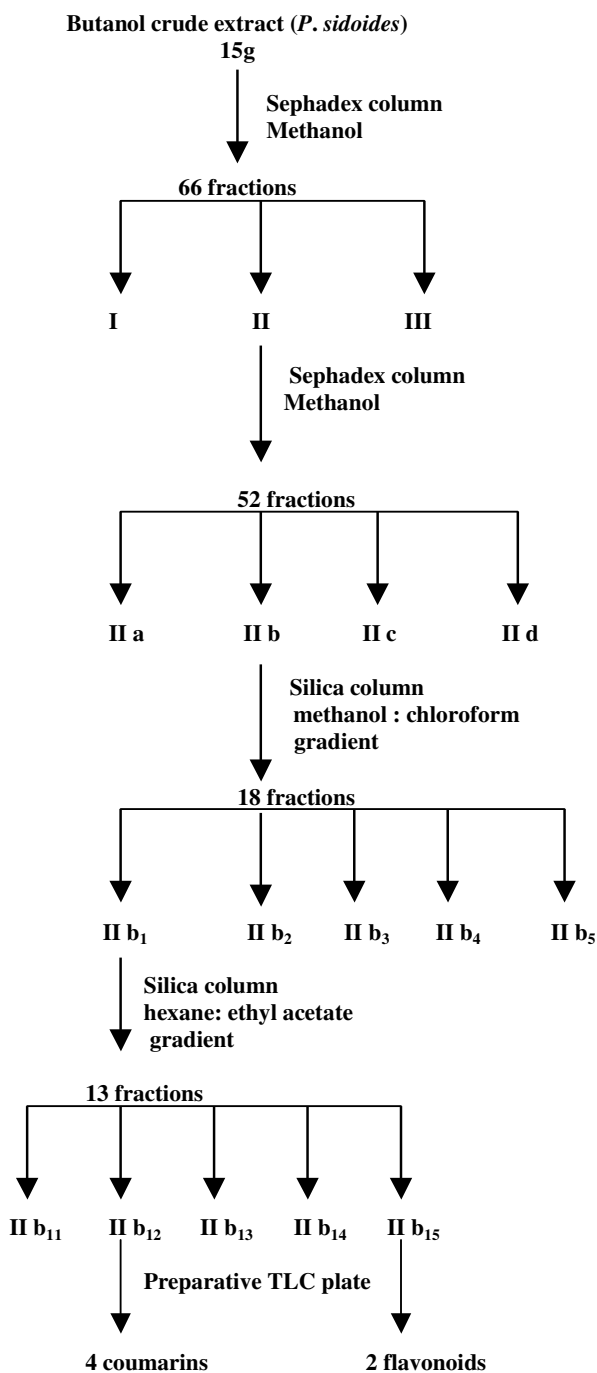 Butanol crude extract (P. sidoides)
15g
Sephadex column
Methanol
66 fractions
I II III
Sephadex column
Methanol
52 fractions
II a II b II c II d
Silica column
methanol : chloroform
gradient
18 fractions
II b₁ II b₂ II b₃ II b₄ II b₅
Silica column
hexane: ethyl acetate
gradient
13 fractions
II b₁₁ II b₁₂ II b₁₃ II b₁₄ II b₁₅
Preparative TLC plate
4 coumarins 2 flavonoids